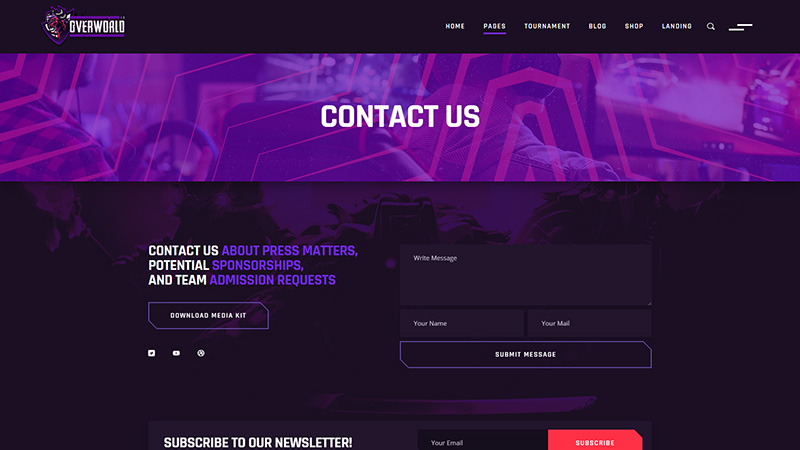 OVERWORLD
HOME PAGES TOURNAMENT BLOG SHOP LANDING
CONTACT US
CONTACT US ABOUT PRESS MATTERS,
POTENTIAL SPONSORSHIPS,
AND TEAM ADMISSION REQUESTS
DOWNLOAD MEDIA KIT
Write Message
Your Name
Your Mail
SUBMIT MESSAGE
SUBSCRIBE TO OUR NEWSLETTER!
Your Email
SUBSCRIBE